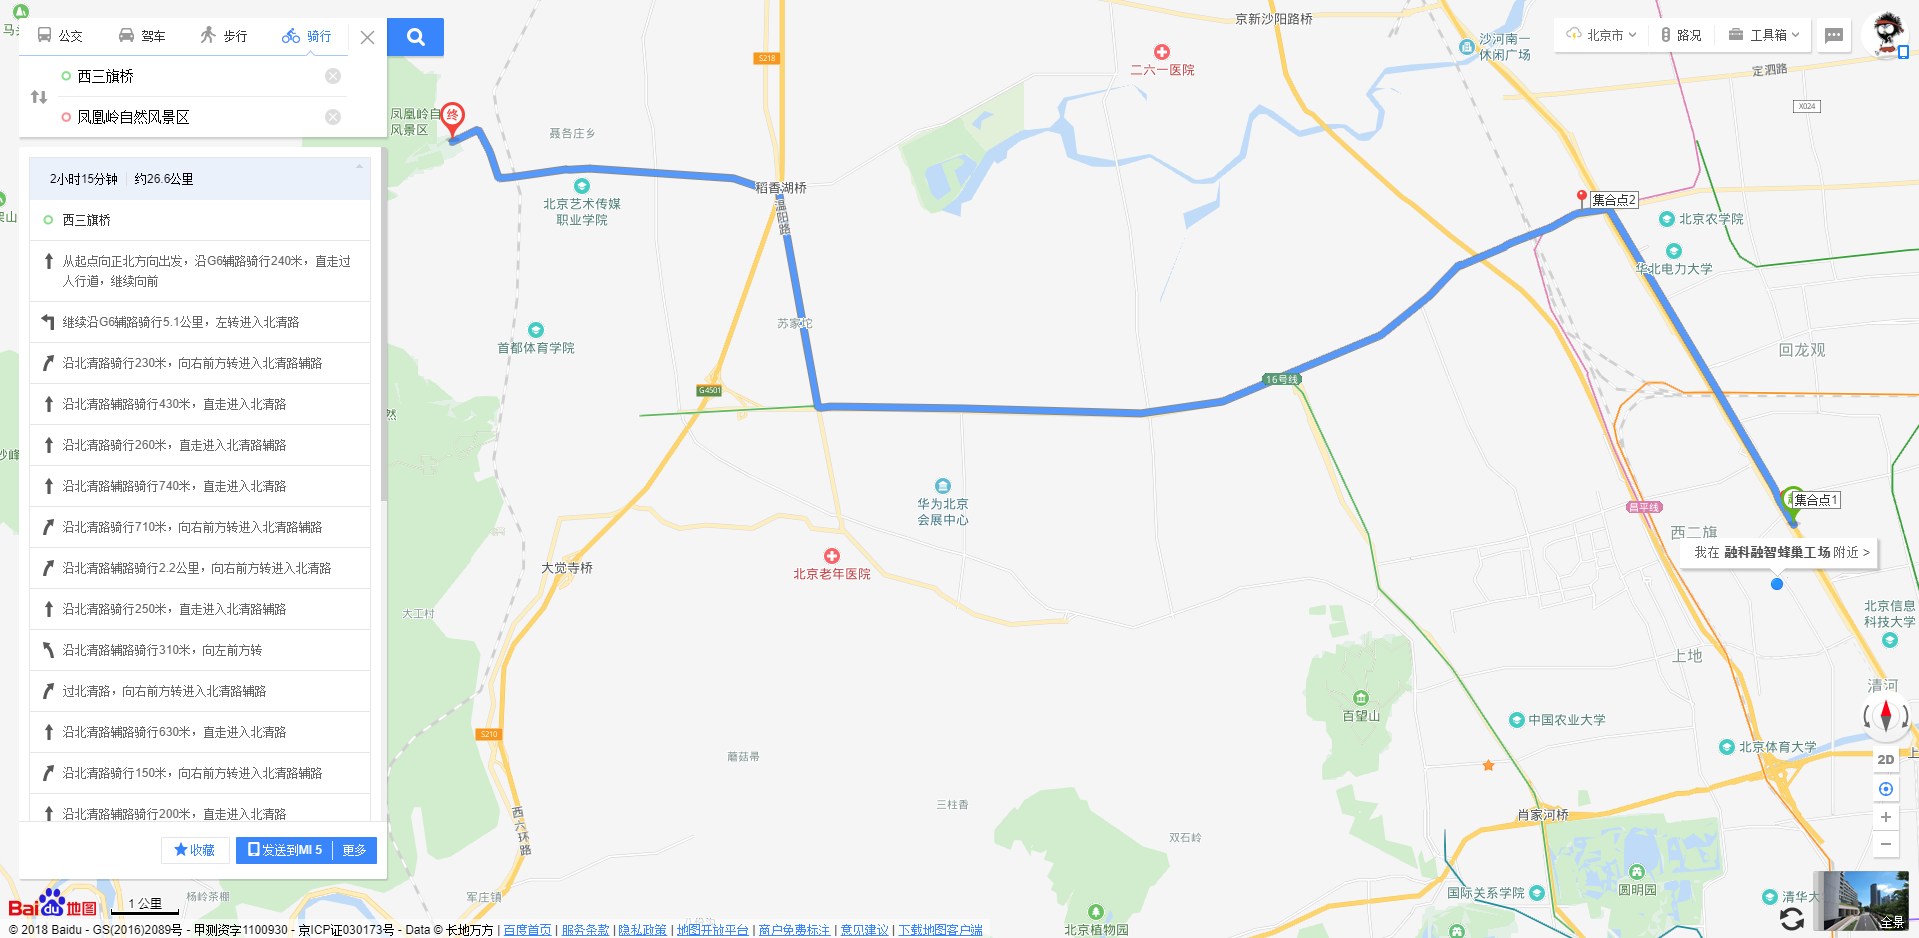 公交
驾车
步行
骑行
西三旗桥
凤凰岭自然风景区
2小时15分钟
约26.6公里
西三旗桥
从起点向正北方向出发，沿G6辅路骑行240米，直走过
人行道，继续向前
继续沿G6辅路骑行5.1公里，左转进入北清路
沿北清路骑行230米，向右前方转进入北清路辅路
沿北清路辅路骑行430米，直走进入北清路
沿北清路骑行260米，直走进入北清路辅路
沿北清路辅路骑行740米，直走进入北清路
沿北清路骑行710米，向右前方转进入北清路辅路
沿北清路辅路骑行2.2公里，向右前方转进入北清路
沿北清路骑行250米，直走进入北清路辅路
沿北清路辅路骑行310米，向左前方转
过北清路，向右前方转进入北清路辅路
沿北清路辅路骑行630米，直走进入北清路
沿北清路骑行150米，向右前方转进入北清路辅路
沿北清路辅路骑行200米，直走进入北清路
收藏
发送到MI 5
更多
北京市
路况
工具箱
京新沙阳路桥
沙河南一
休闲广场
定泗路
X024
S218
二六一医院
凤凰岭自
风景区
终
聂各庄乡
稻香湖桥
温阳路
北京艺术传媒
职业学院
集合点2
北京农学院
华北电力大学
苏家坨
首都体育学院
回龙观
16号线
G4501
华为北京
会展中心
集合点1
昌平线
西二旗
我在 融科融智蜂巢工场 附近 >
北京老年医院
大觉寺桥
大工村
北京信息
科技大学
上地
清河
百望山
中国农业大学
北京体育大学
S210
蘑菇帚
三柱香
双石岭
西六环路
肖家河桥
2D
圆明园
国际关系学院
清华大
全景
军庄镇
杨岭茶棚
北京植物园
Bai du 地图
1 公里
© 2018 Baidu - GS(2016)2089号 - 甲测资字1100930 - 京ICP证030173号 - Data © 长地万方 | 百度首页 | 服务条款 | 隐私政策 | 地图开放平台 | 商户免费标注 | 意见建议 | 下载地图客户端